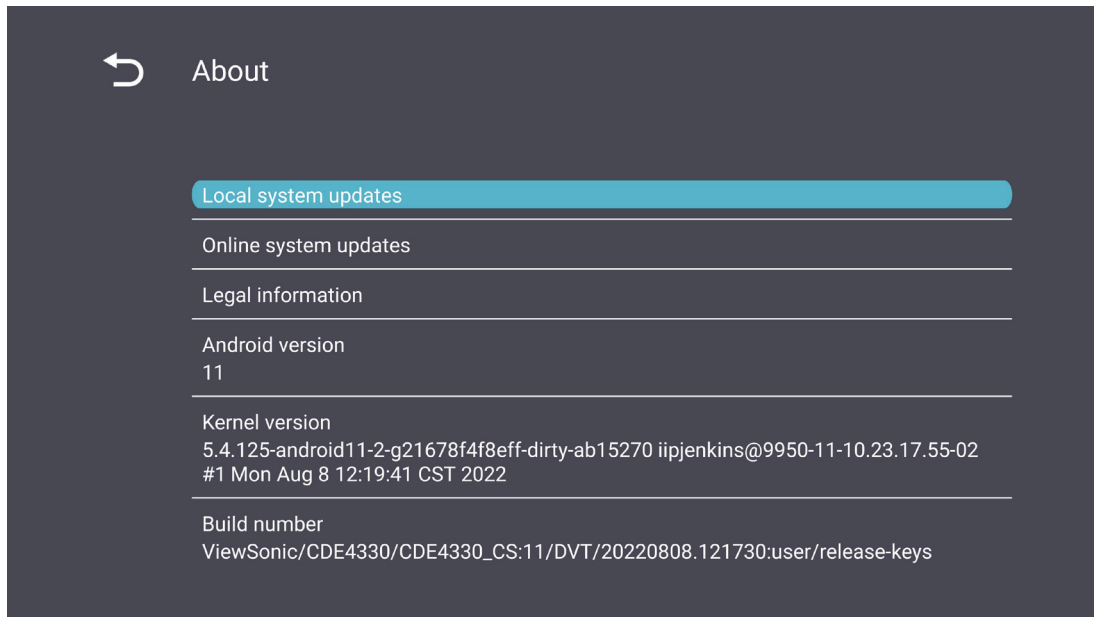 About
Local system updates
Online system updates
Legal information
Android version
11
Kernel version
5.4.125-android11-2-g21678f4f8eff-dirty-ab15270 iipjenkins@9950-11-10.23.17.55-02
#1 Mon Aug 8 12:19:41 CST 2022
Build number
ViewSonic/CDE4330/CDE4330_CS:11/DVT/20220808.121730:user/release-keys